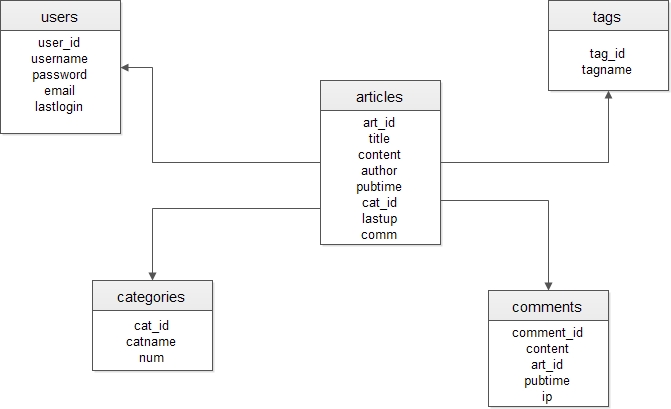 users
user_id
username
password
email
lastlogin
tags
tag_id
tagname
articles
art_id
title
content
author
pubtime
cat_id
lastup
comm
categories
cat_id
catname
num
comments
comment_id
content
art_id
pubtime
ip